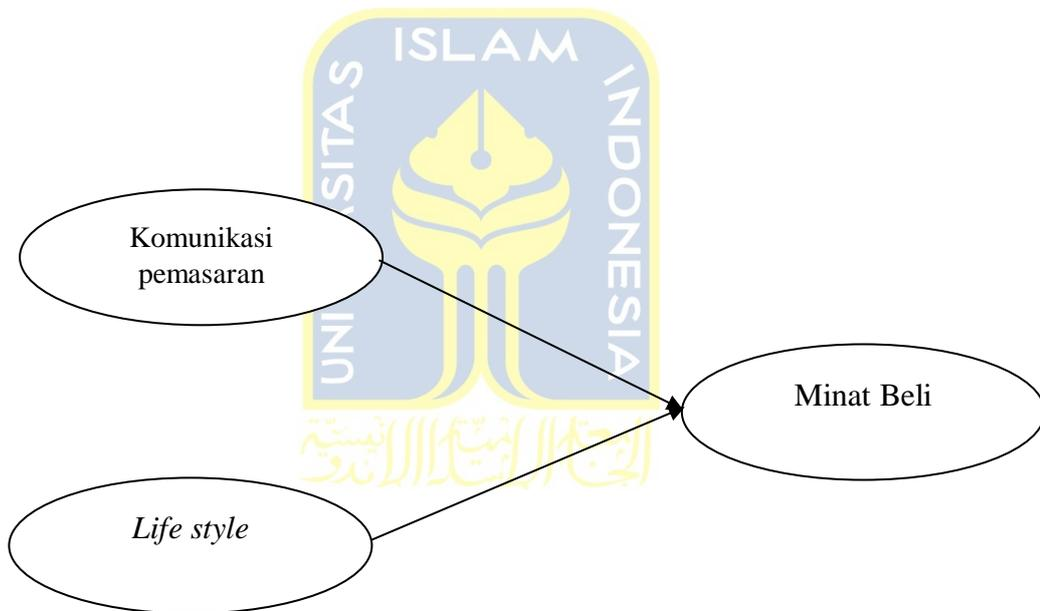 ISLAM
UNIVERSITAS
INDONESIA
Komunikasi
pemasaran
Minat Beli
Life style